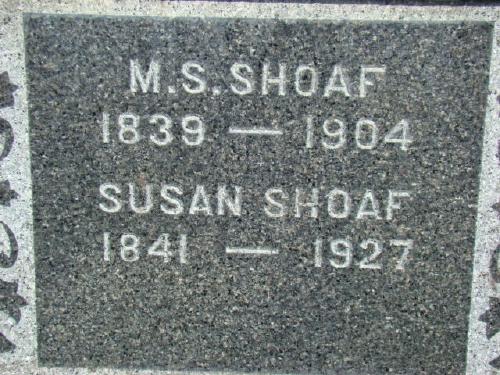 M.S.SHOAF
1839 — 1904
SUSAN SHOAF
1841 — 1927